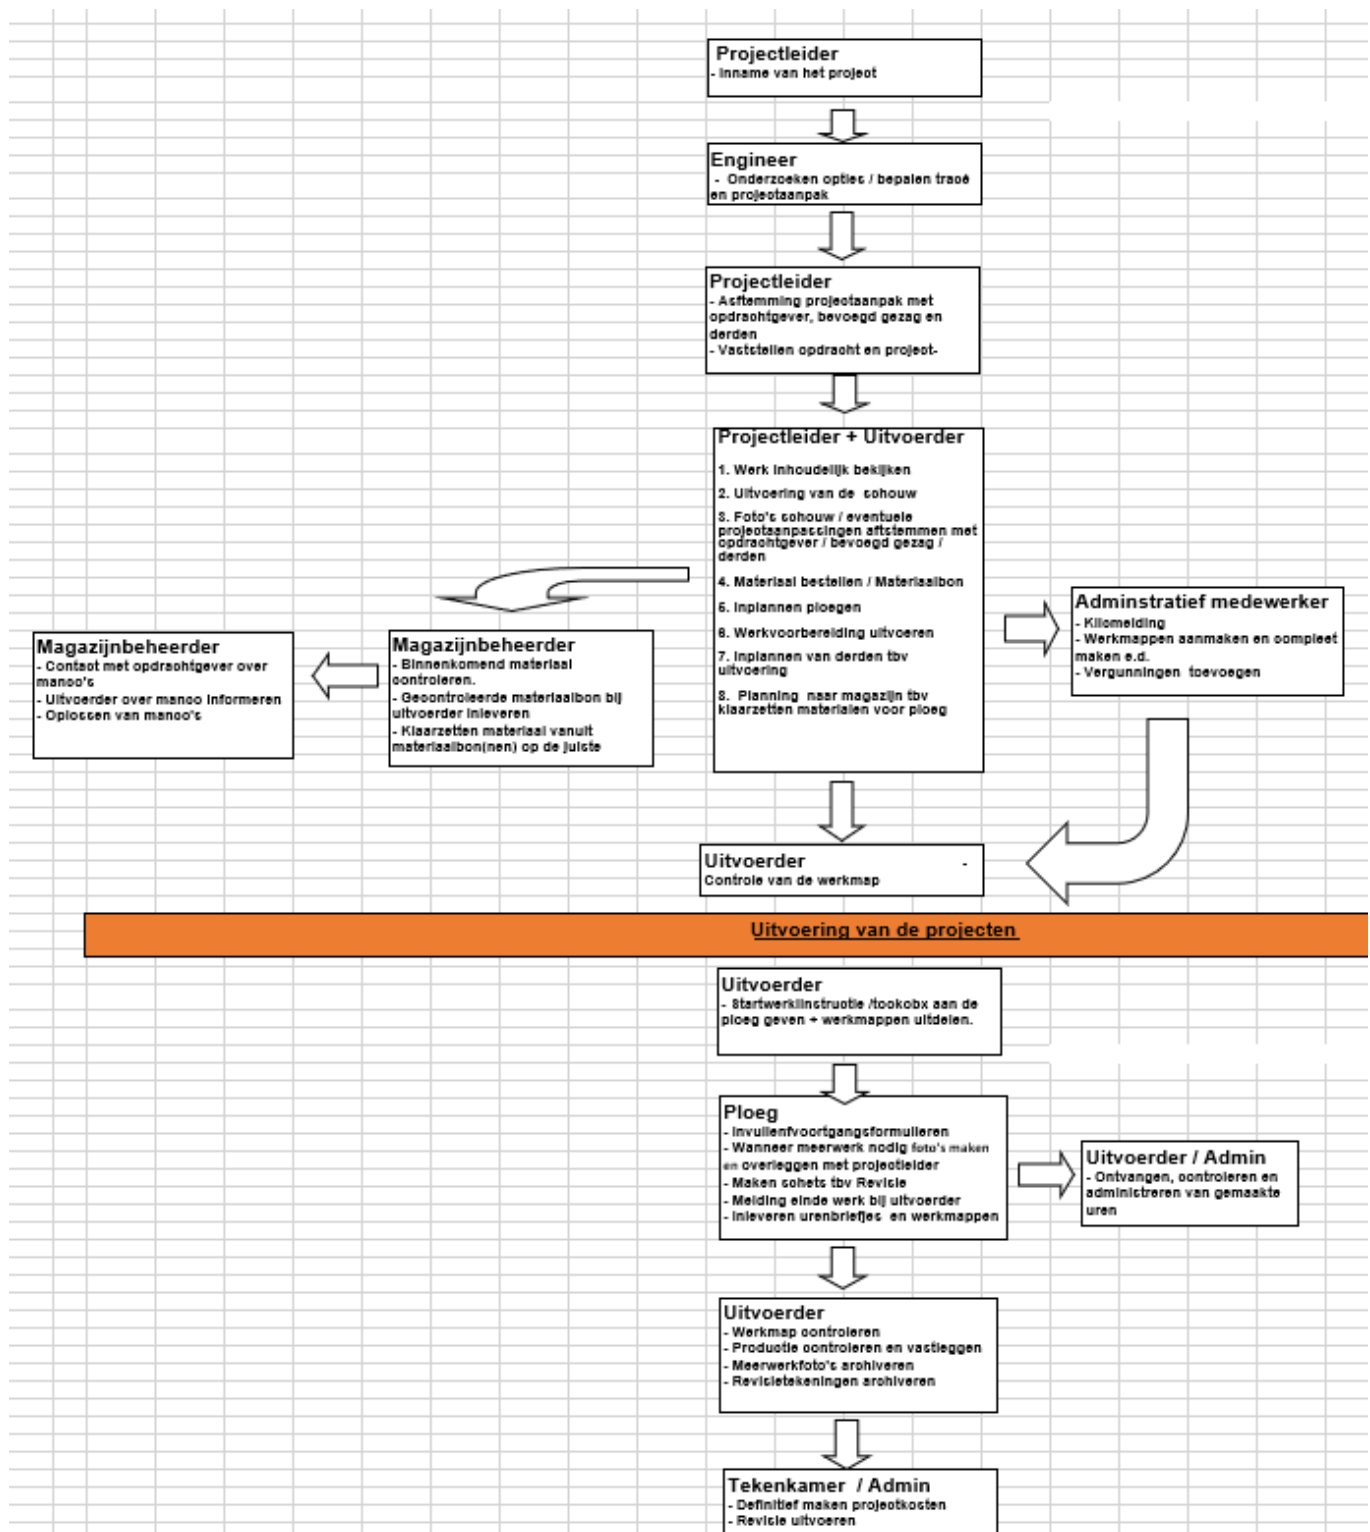 Projectleider
- Inname van het project
Engineer
- Onderzoeken opties / bepalen tracé
en projectaanpak
Projectleider
- Asftemming projectaanpak met
opdrachtgever, bevoegd gezag en
derden
- Vaststellen opdracht en project-
Projectleider + Uitvoerder
1. Werk inhoudelijk bekijken
2. Uitvoering van de schouw
3. Foto's schouw / eventuele
projectaanpassingen aftstemmen met
opdrachtgever / bevoegd gezag /
derden
4. Materiaal bestellen / Materiaalbon
5. Inplannen ploegen
6. Werkvoorbereiding uitvoeren
7. Inplannen van derden tbv
uitvoering
8. Planning naar magazijn tbv
klaarzetten materialen voor ploeg
Magazijnbeheerder
- Contact met opdrachtgever over
manco's
- Uitvoerder over manco informeren
- Oplossen van manco's
Magazijnbeheerder
- Binnenkomend materiaal
controleren.
- Gecontroleerde materiaalbon bij
uitvoerder inleveren
- Klaarzetten materiaal vanuit
materiaalbon(nen) op de juiste
Adminstratief medewerker
- Klicmelding
- Werkmappen aanmaken en compleet
maken e.d.
- Vergunningen toevoegen
Uitvoerder -
Controle van de werkmap
Uitvoering van de projecten
Uitvoerder
- Startwerkiinstructie /tookobx aan de
ploeg geven + werkmappen uitdelen.
Ploeg
- Invullenfvoortgangsformulieren
- Wanneer meerwerk nodig foto's maken
en overleggen met projectleider
- Maken schets tbv Revisie
- Melding einde werk bij uitvoerder
- Inleveren urenbriefjes en werkmappen
Uitvoerder / Admin
- Ontvangen, controleren en
administreren van gemaakte
uren
Uitvoerder
- Werkmap controleren
- Productie controleren en vastleggen
- Meerwerkfoto's archiveren
- Revisietekeningen archiveren
Tekenkamer / Admin
- Definitief maken projectkosten
- Revisie uitvoeren